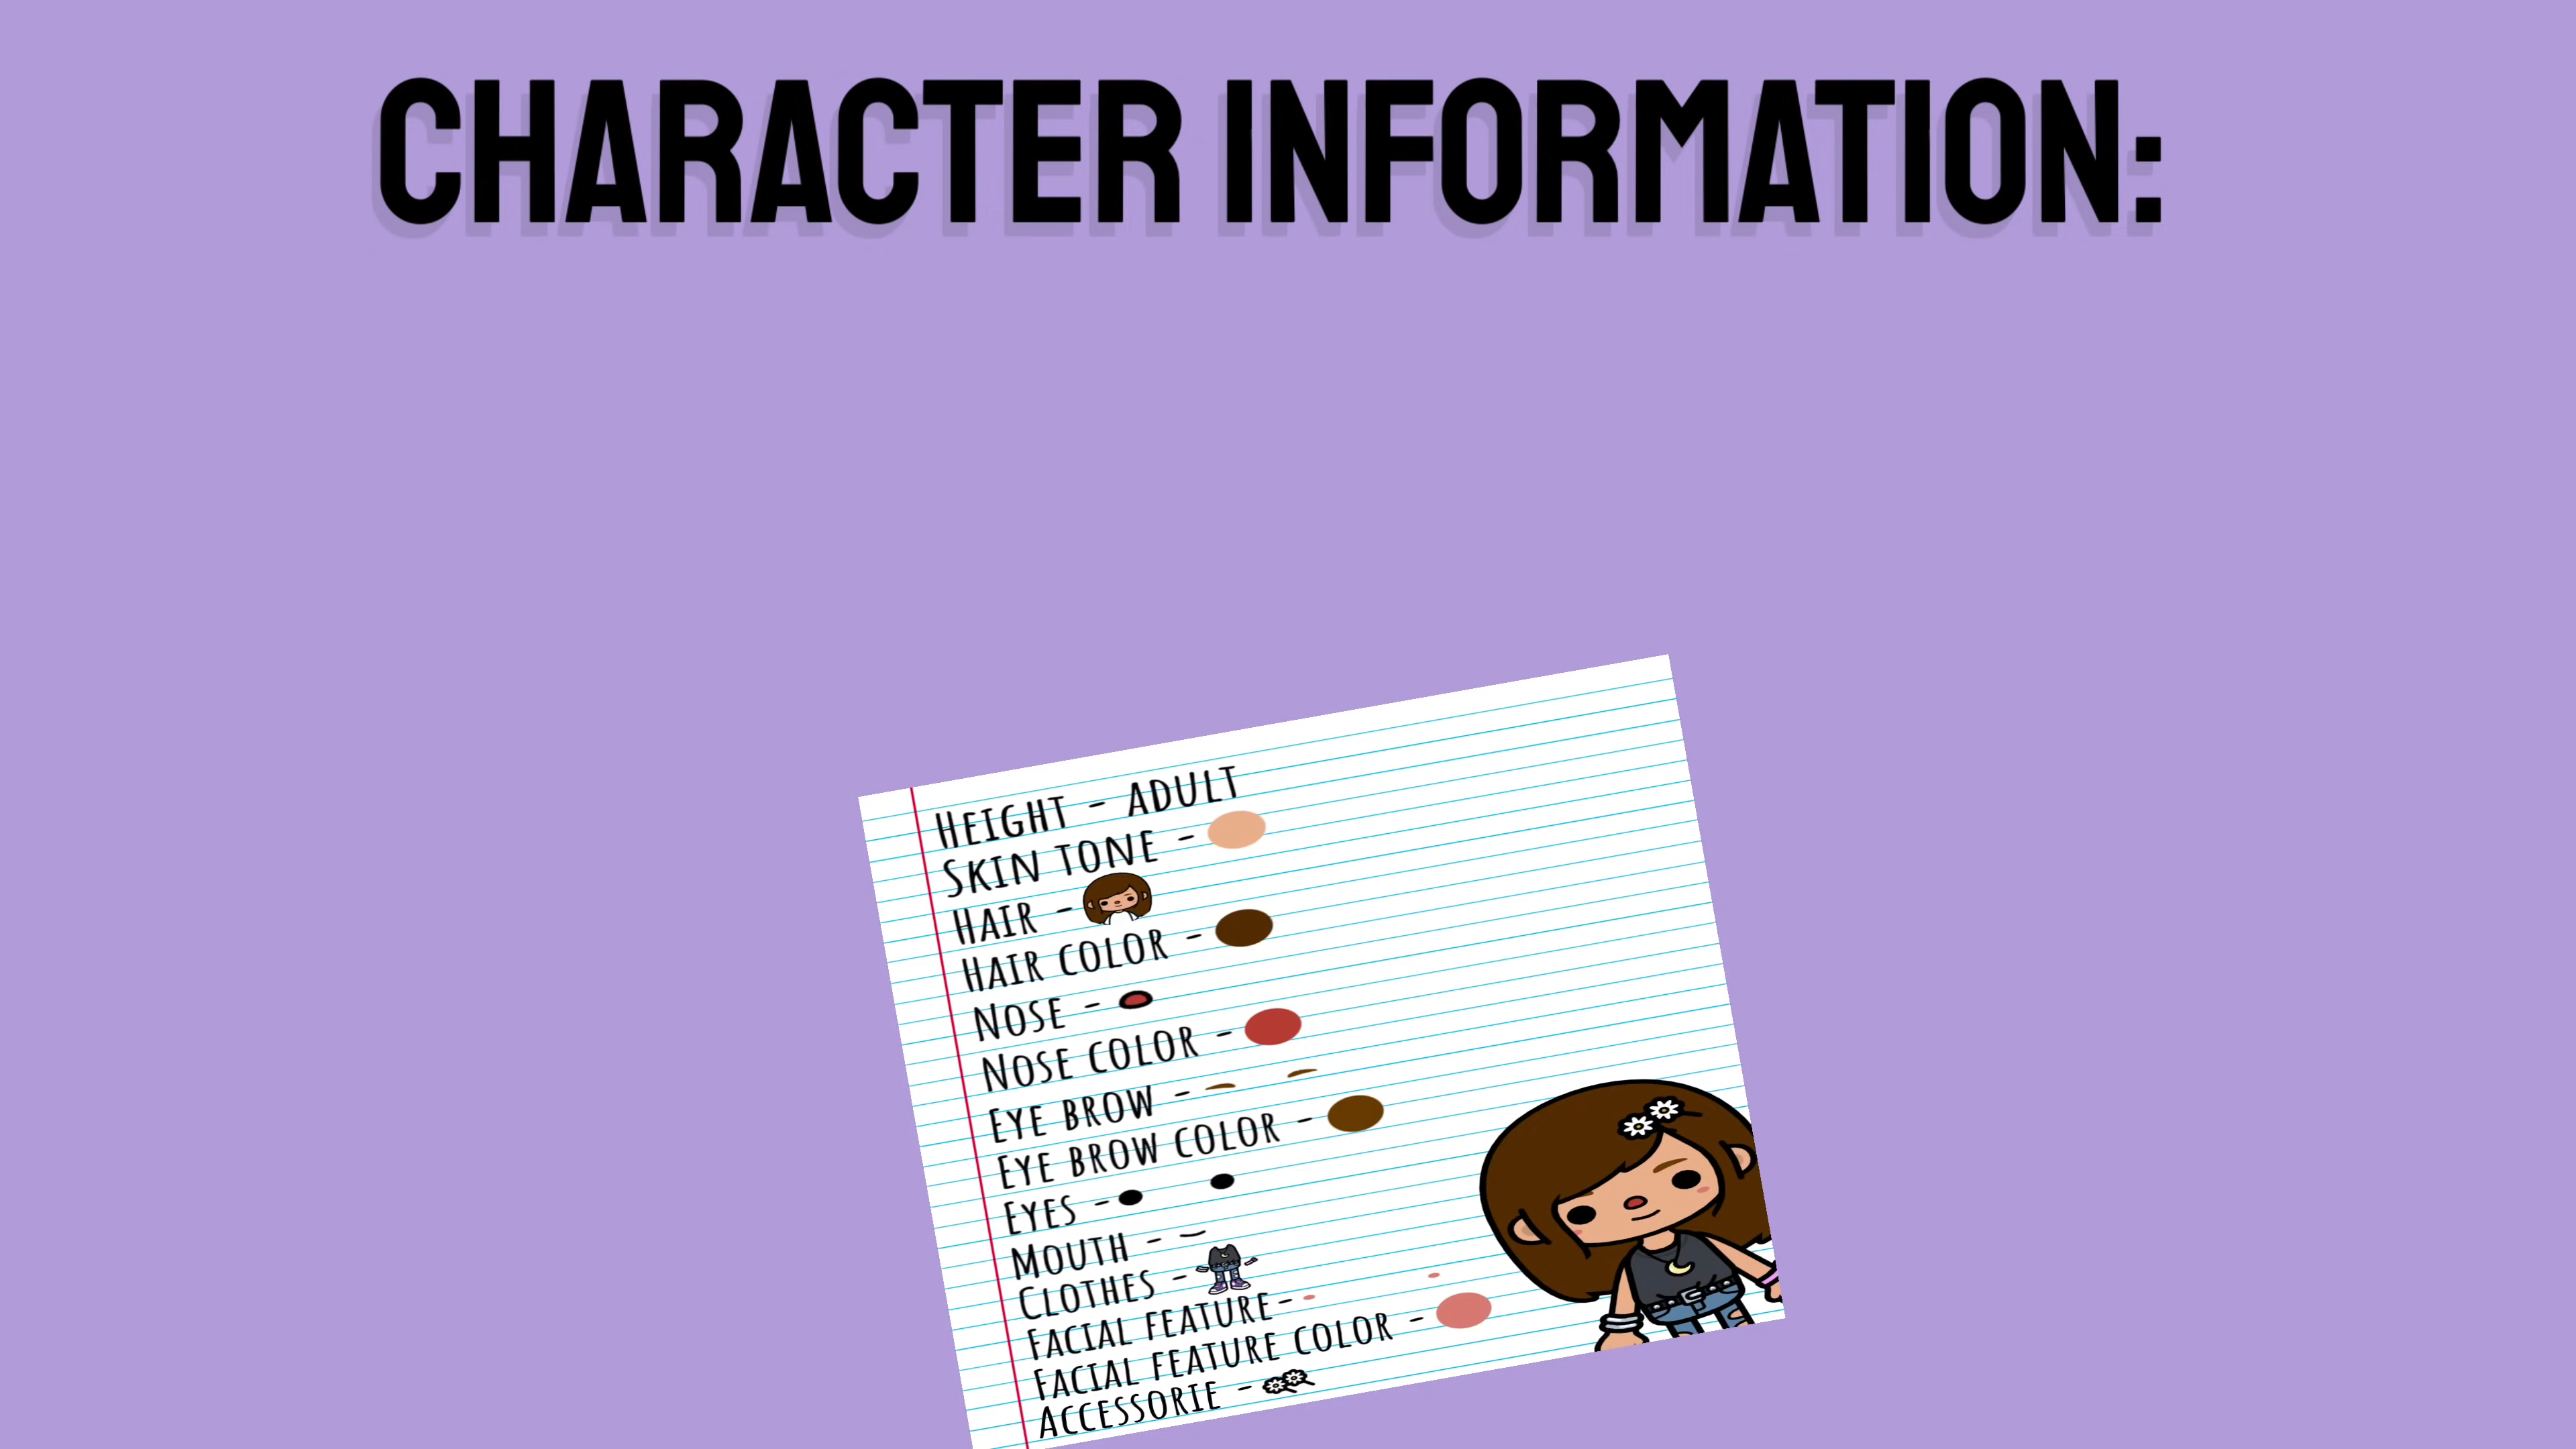 CHARACTER INFORMATION:
HEIGHT - ADULT
SKIN TONE -
HAIR -
HAIR COLOR -
NOSE -
NOSE COLOR -
EYE BROW -
EYE BROW COLOR -
EYES -
MOUTH -
CLOTHES -
FACIAL FEATURE-
FACIAL FEATURE COLOR -
ACCESSORIE -